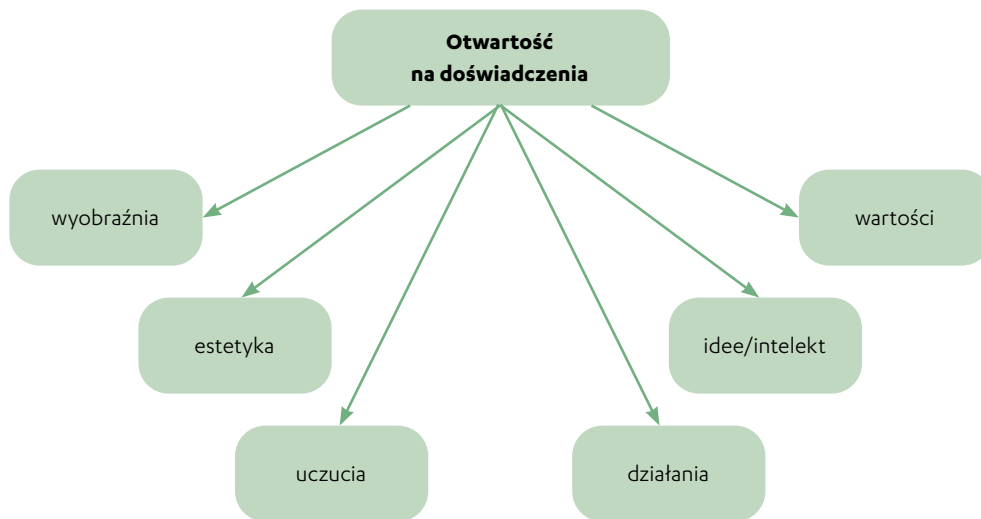 Otwartość
na doświadczenia
wyobraźnia
wartości
estetyka
idee/intelekt
uczucia
działania